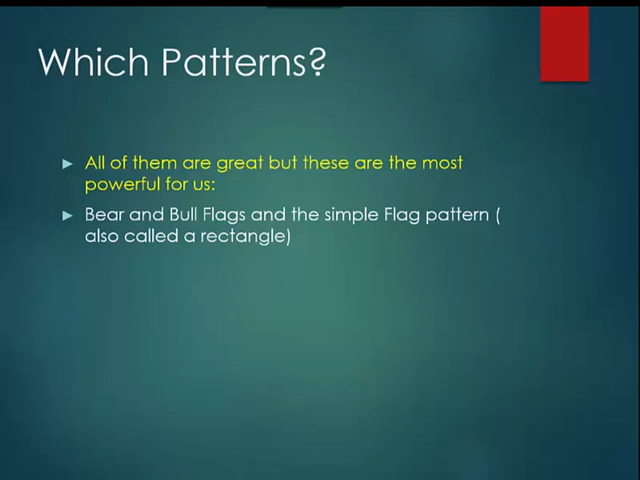 Which Patterns?
All of them are great but these are the most
powerful for us:
Bear and Bull Flags and the simple Flag pattern (
also called a rectangle)